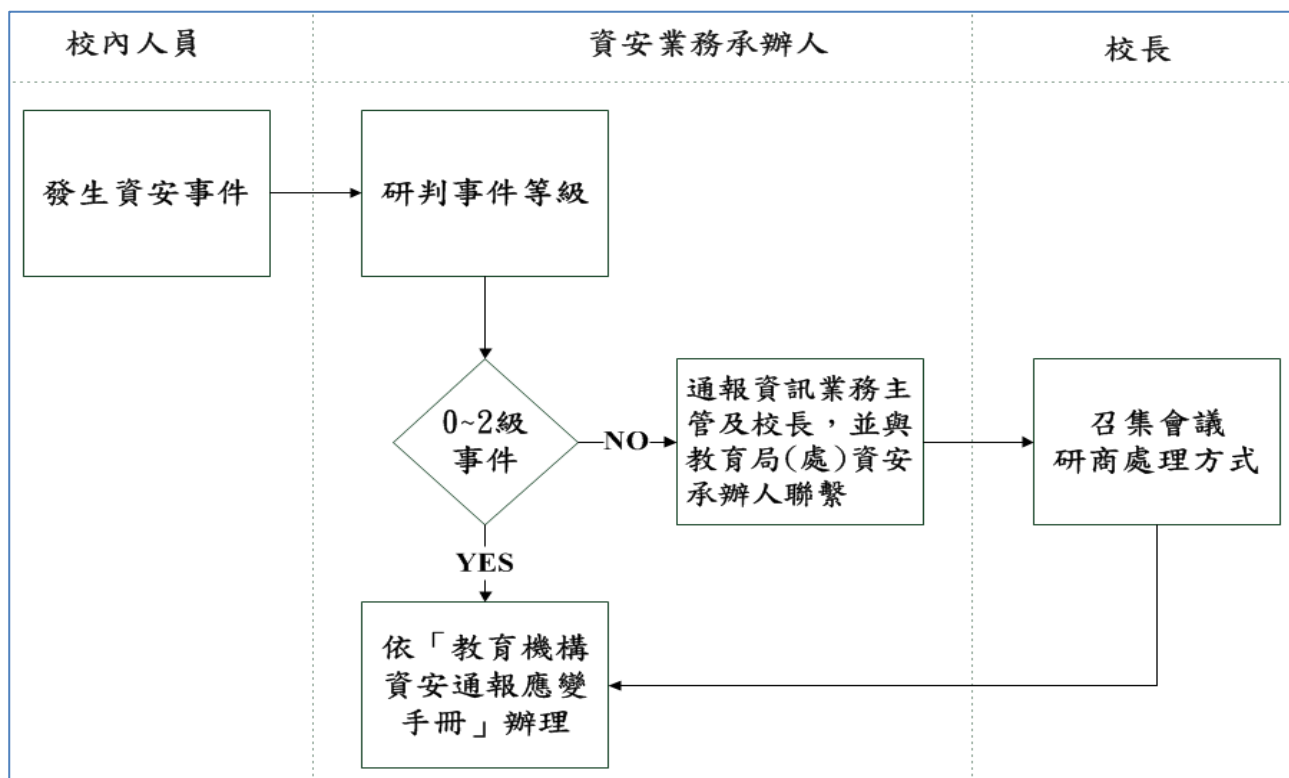 校內人員
資安業務承辦人
校長
發生資安事件
研判事件等級
0~2級
事件
NO
通報資訊業務主
管及校長，並與
教育局(處)資安
承辦人聯繫
召集會議
研商處理方式
YES
依「教育機構
資安通報應變
手冊」辦理